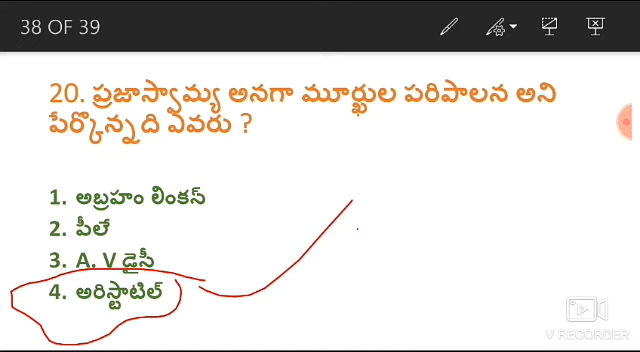 38 OF 39
20. ప్రజాస్వామ్య అనగా మూర్ఖుల పరిపాలన అని
పేర్కొన్నది ఎవరు ?
1. అబ్రహం లింకన్
2. పీలే
3. A. V డైసీ
4. అరిస్టాటిల్
V RECORDER